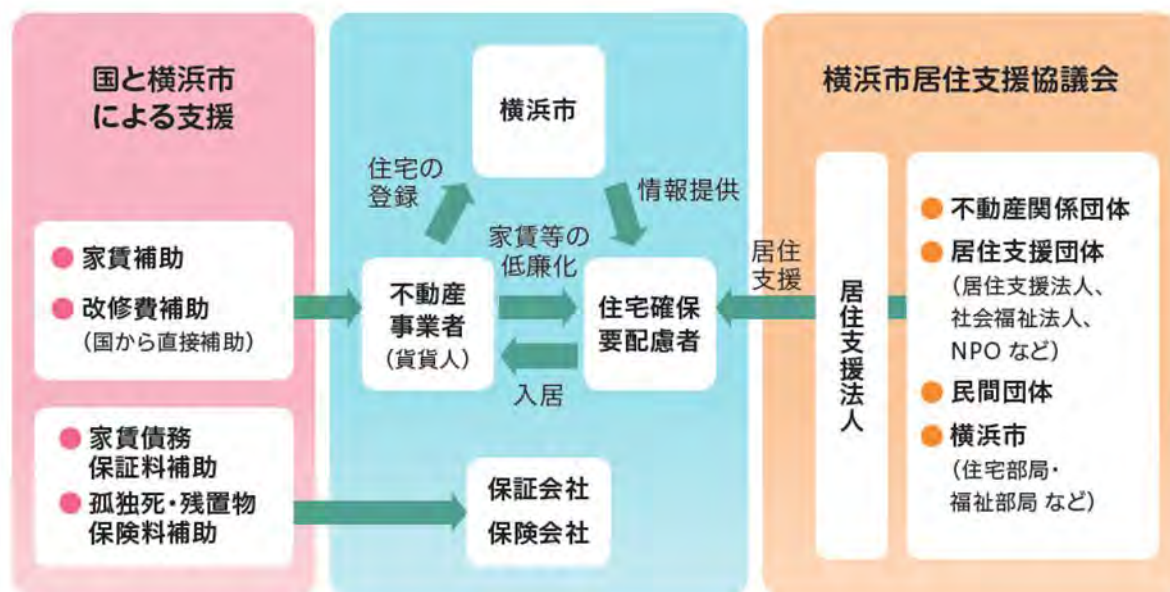 国と横浜市
による支援
家賃補助
改修費補助
(国から直接補助)
家賃債務
保証料補助
孤独死・残置物
保険料補助
横浜市
住宅の
登録
情報提供
家賃等の
低廉化
不動産
事業者
(貸貸人)
住宅確保
要配慮者
入居
保証会社
保険会社
居住
支援
横浜市居住支援協議会
居住支援法人
不動産関係団体
居住支援団体
(居住支援法人、
社会福祉法人、
NPO など)
民間団体
横浜市
(住宅部局・
福祉部局 など)